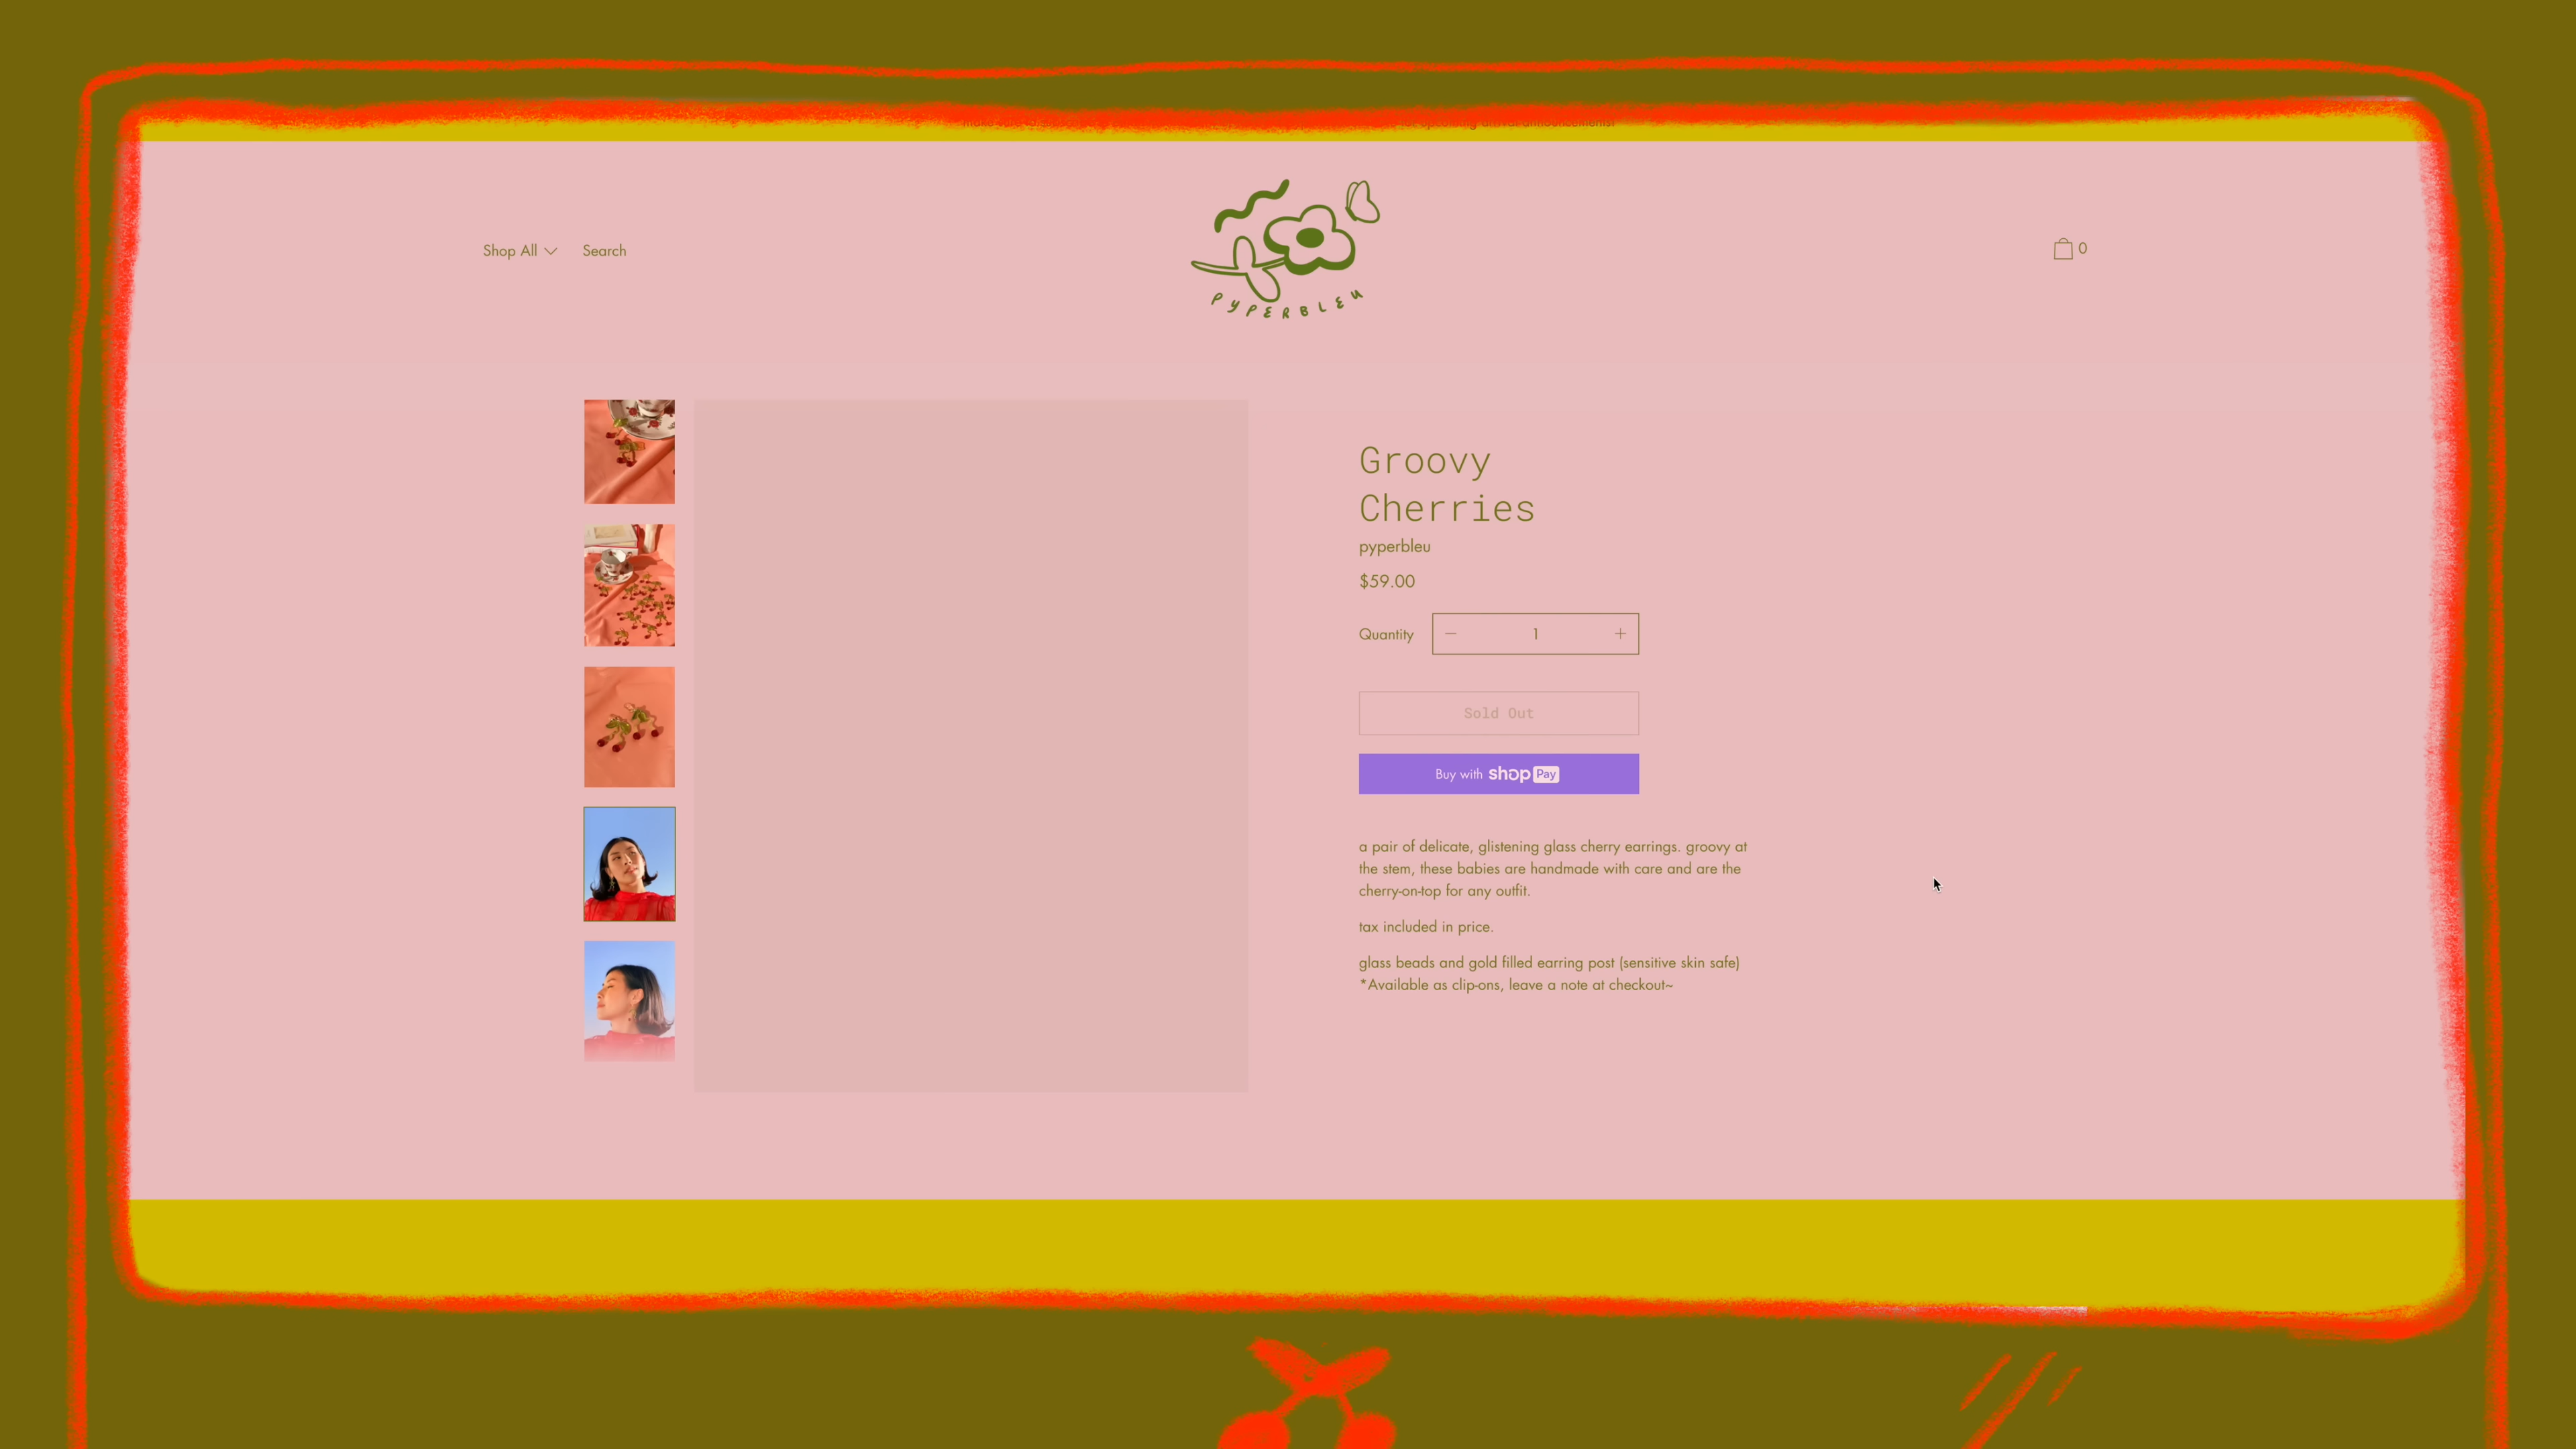 Shop All
Search
PYPERBLEU
0
Groovy
Cherries
pyperbleu
$59.00
Quantity
1
Sold Out
Buy with shop Pay
a pair of delicate, glistening glass cherry earrings. groovy at
the stem, these babies are handmade with care and are the
cherry-on-top for any outfit.
tax included in price.
glass beads and gold filled earring post (sensitive skin safe)
*Available as clip-ons, leave a note at checkout~